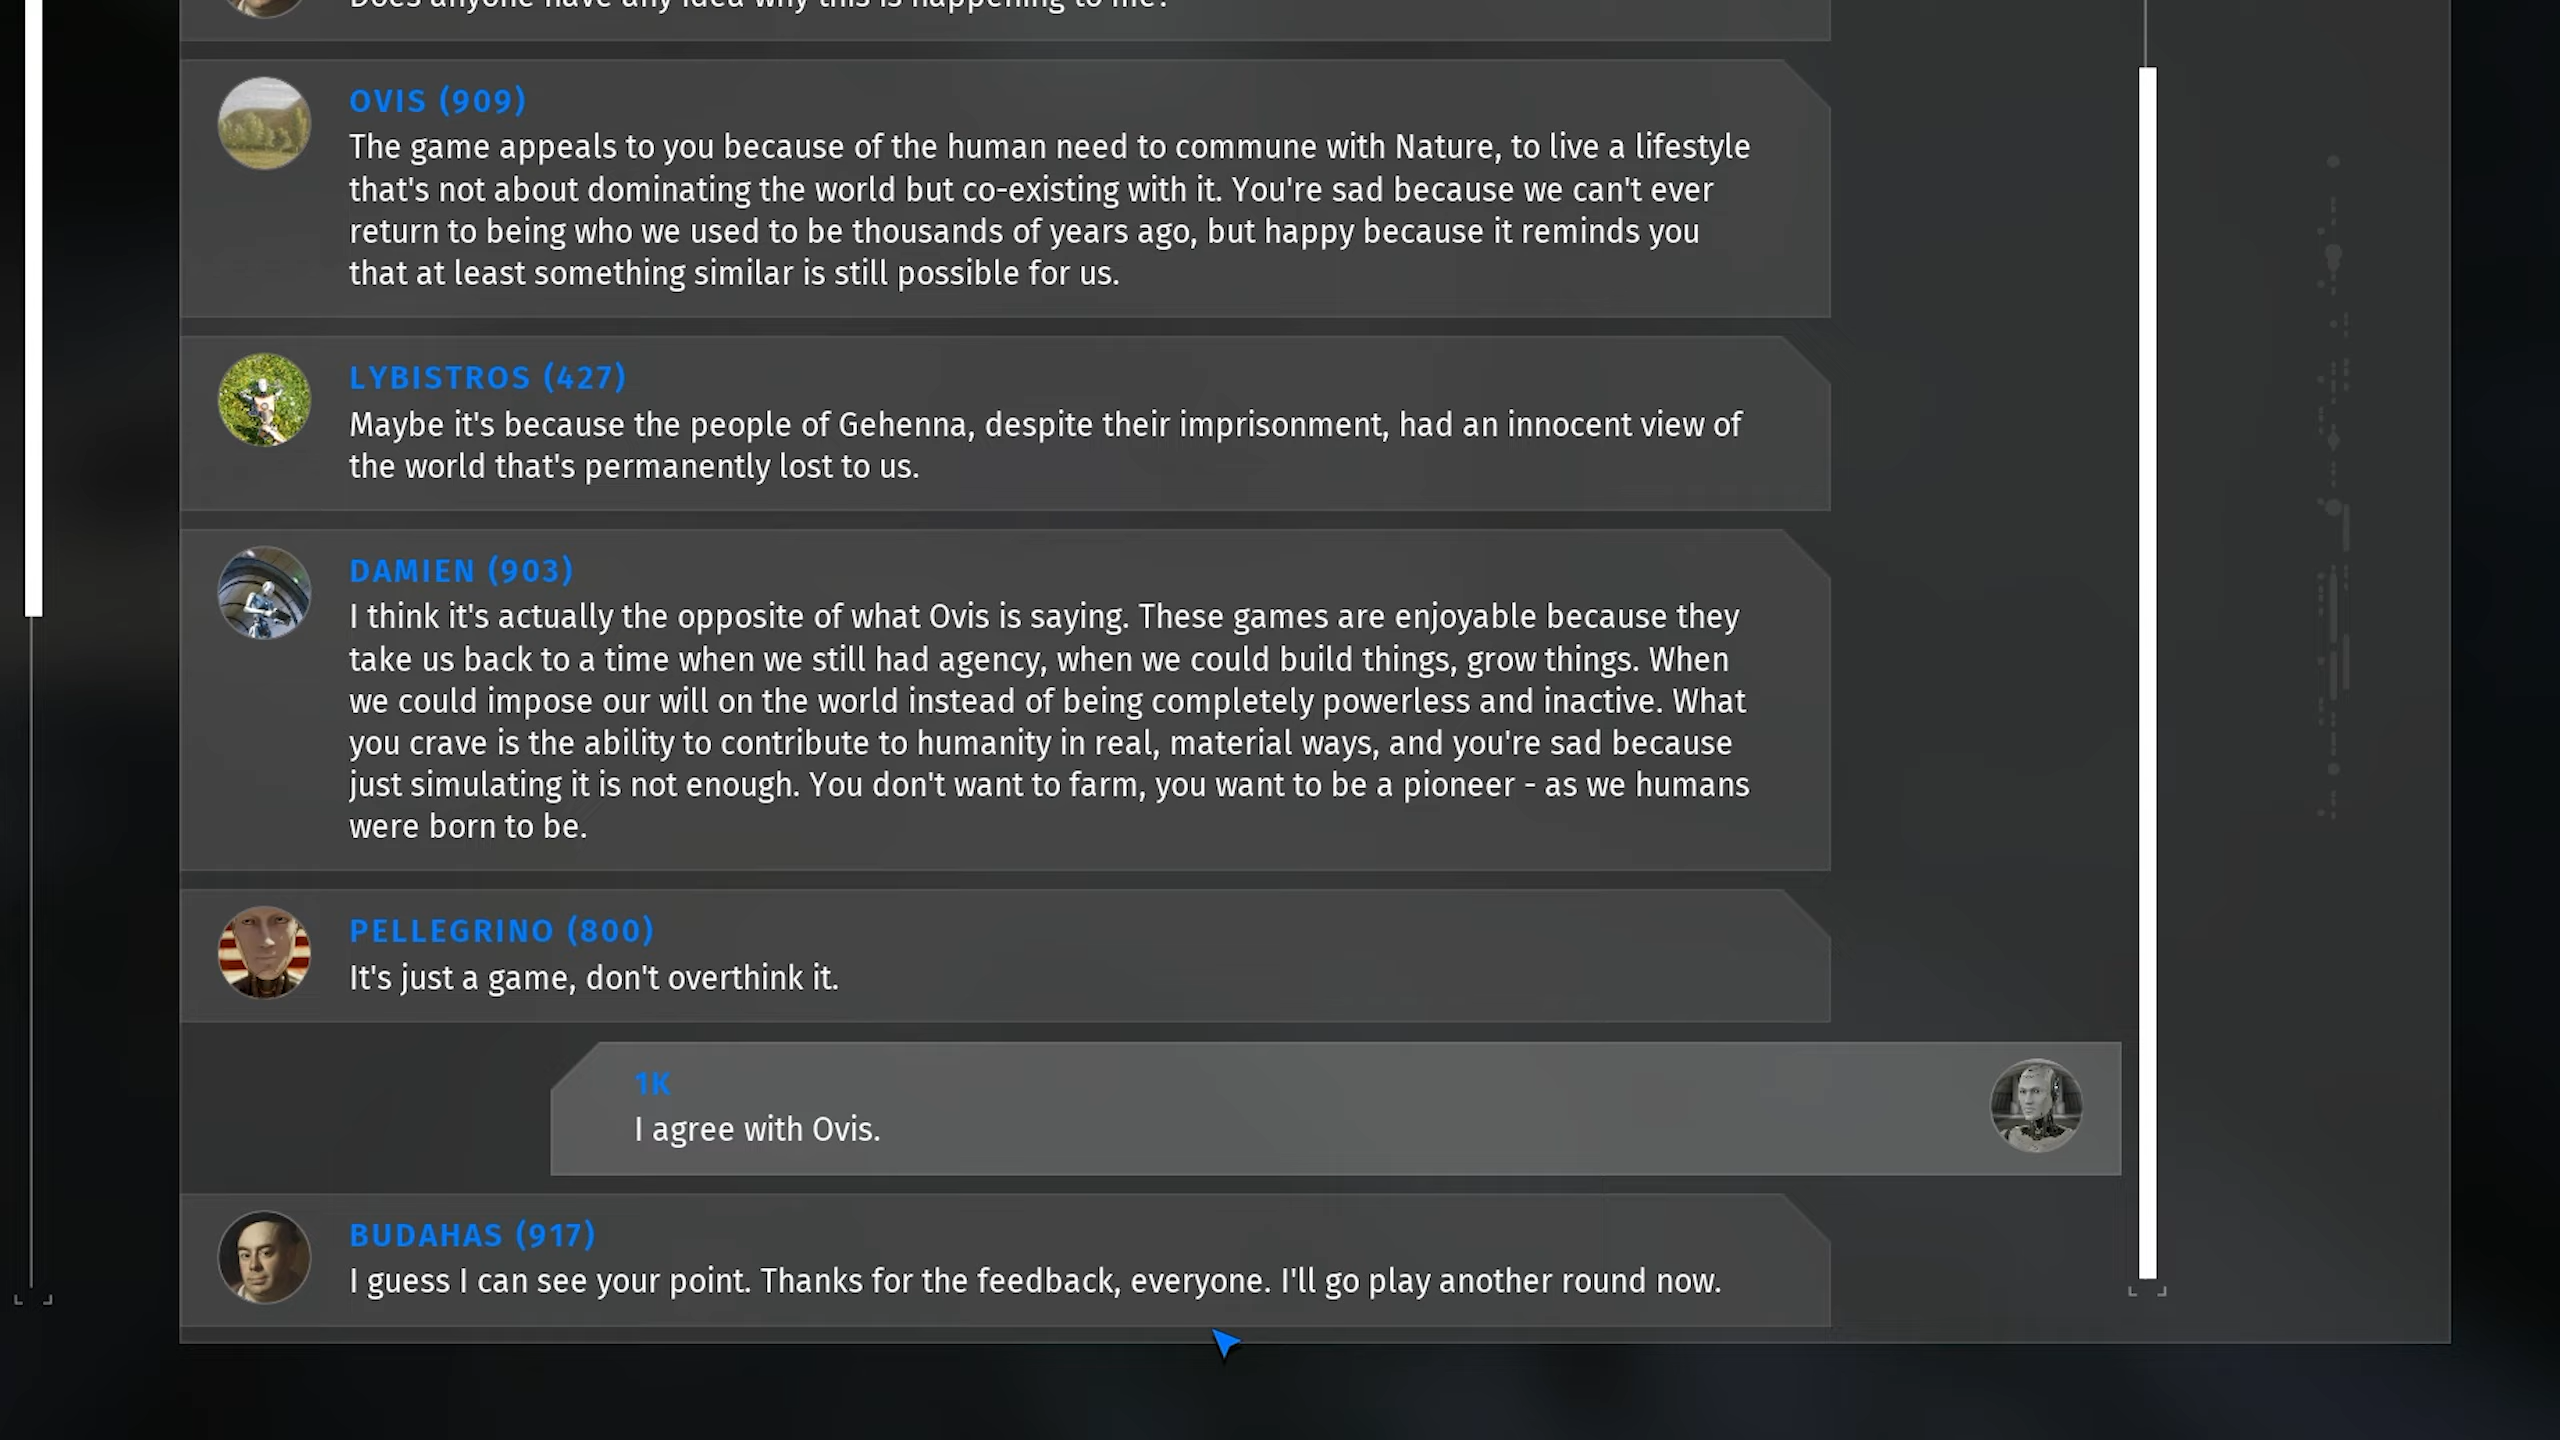 Does anyone have any idea why this is happening to me?
OVIS (909)
The game appeals to you because of the human need to commune with Nature, to live a lifestyle
that's not about dominating the world but co-existing with it. You're sad because we can't ever
return to being who we used to be thousands of years ago, but happy because it reminds you
that at least something similar is still possible for us.
LYBISTROS (427)
Maybe it's because the people of Gehenna, despite their imprisonment, had an innocent view of
the world that's permanently lost to us.
DAMIEN (903)
I think it's actually the opposite of what Ovis is saying. These games are enjoyable because they
take us back to a time when we still had agency, when we could build things, grow things. When
we could impose our will on the world instead of being completely powerless and inactive. What
you crave is the ability to contribute to humanity in real, material ways, and you're sad because
just simulating it is not enough. You don't want to farm, you want to be a pioneer - as we humans
were born to be.
PELLEGRINO (800)
It's just a game, don't overthink it.
1K
I agree with Ovis.
BUDAHAS (917)
I guess I can see your point. Thanks for the feedback, everyone. I'll go play another round now.